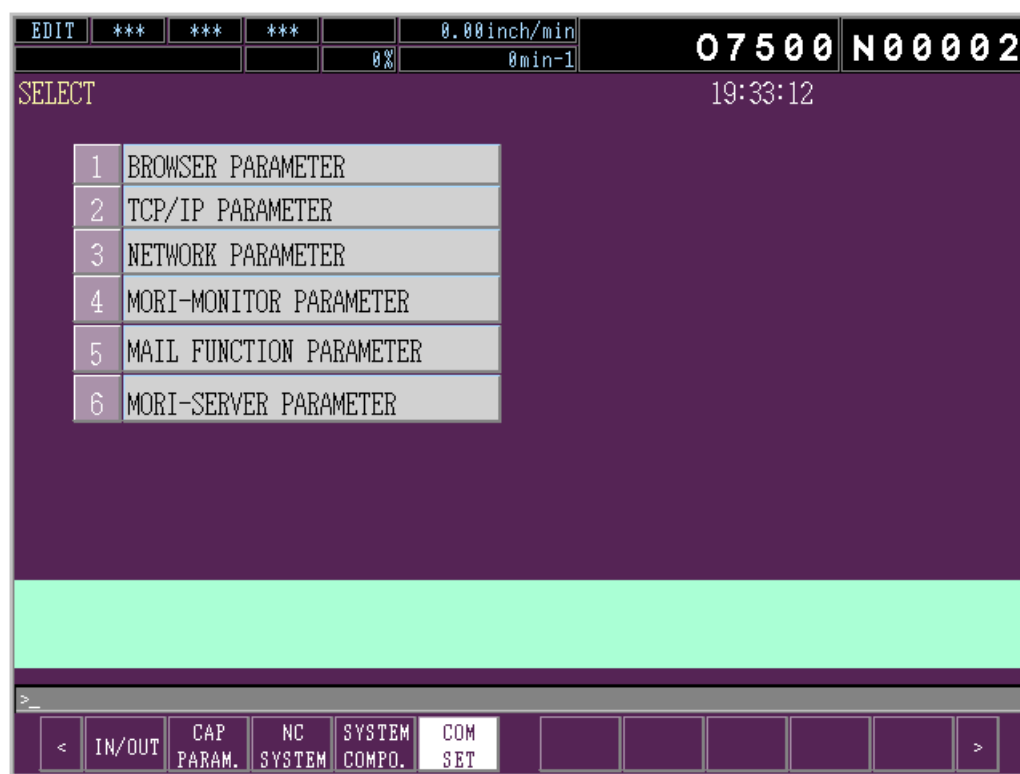 EDIT *** *** *** 0.00inch/min O7500 N00002
0% 0min-1
SELECT 19:33:12
1 BROWSER PARAMETER
2 TCP/IP PARAMETER
3 NETWORK PARAMETER
4 MORI-MONITOR PARAMETER
5 MAIL FUNCTION PARAMETER
6 MORI-SERVER PARAMETER
>_
< IN/OUT CAP PARAM. NC SYSTEM SYSTEM COMPO. COM SET >